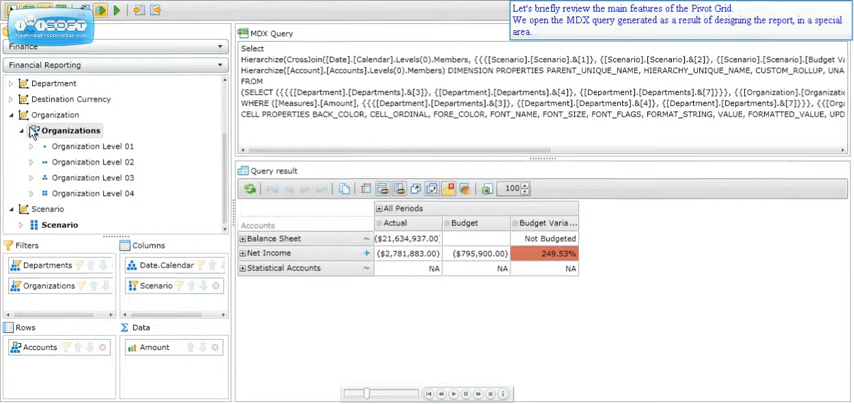 Let's briefly review the main features of the Pivot Grid.
We open the MDX query generated as a result of designing the report, in a special
area.
Finance
Financial Reporting
Department
Destination Currency
Organization
Organizations
Organization Level 01
Organization Level 02
Organization Level 03
Organization Level 04
Scenario
Scenario
Filters
Columns
Departments
Date.Calendar
Organizations
Scenario
Rows
Data
Accounts
Amount
MDX Query
Select
Hierarchize(CrossJoin([Date].[Calendar].Levels(0).Members, {{{[Scenario].[Scenario].&[1]}, {[Scenario].[Scenario].&[2]}, {[Scenario].[Budget Va
Hierarchize([Account].[Accounts].Levels(0).Members) DIMENSION PROPERTIES PARENT_UNIQUE_NAME, HIERARCHY_UNIQUE_NAME, CUSTOM_ROLLUP, UNA
FROM
(SELECT {{{{[Department].[Departments].&[3]}, {[Department].[Departments].&[4]}, {[Department].[Departments].&[7]}}}}, {{[Organization].[Organiz
WHERE ([Measures].[Amount], {{{[Department].[Departments].&[3]}, {[Department].[Departments].&[4]}, {[Department].[Departments].&[7]}}}, {{[Org
CELL PROPERTIES BACK_COLOR, CELL_ORDINAL, FORE_COLOR, FONT_NAME, FONT_SIZE, FONT_FLAGS, FORMAT_STRING, VALUE, FORMATTED_VALUE, UPD
Query result
100
All Periods
Accounts Actual Budget Budget Varia ...
Balance Sheet ($21,634,937.00) Not Budgeted
Net Income ($2,781,883.00) ($795,900.00) 249.53%
Statistical Accounts NA NA NA